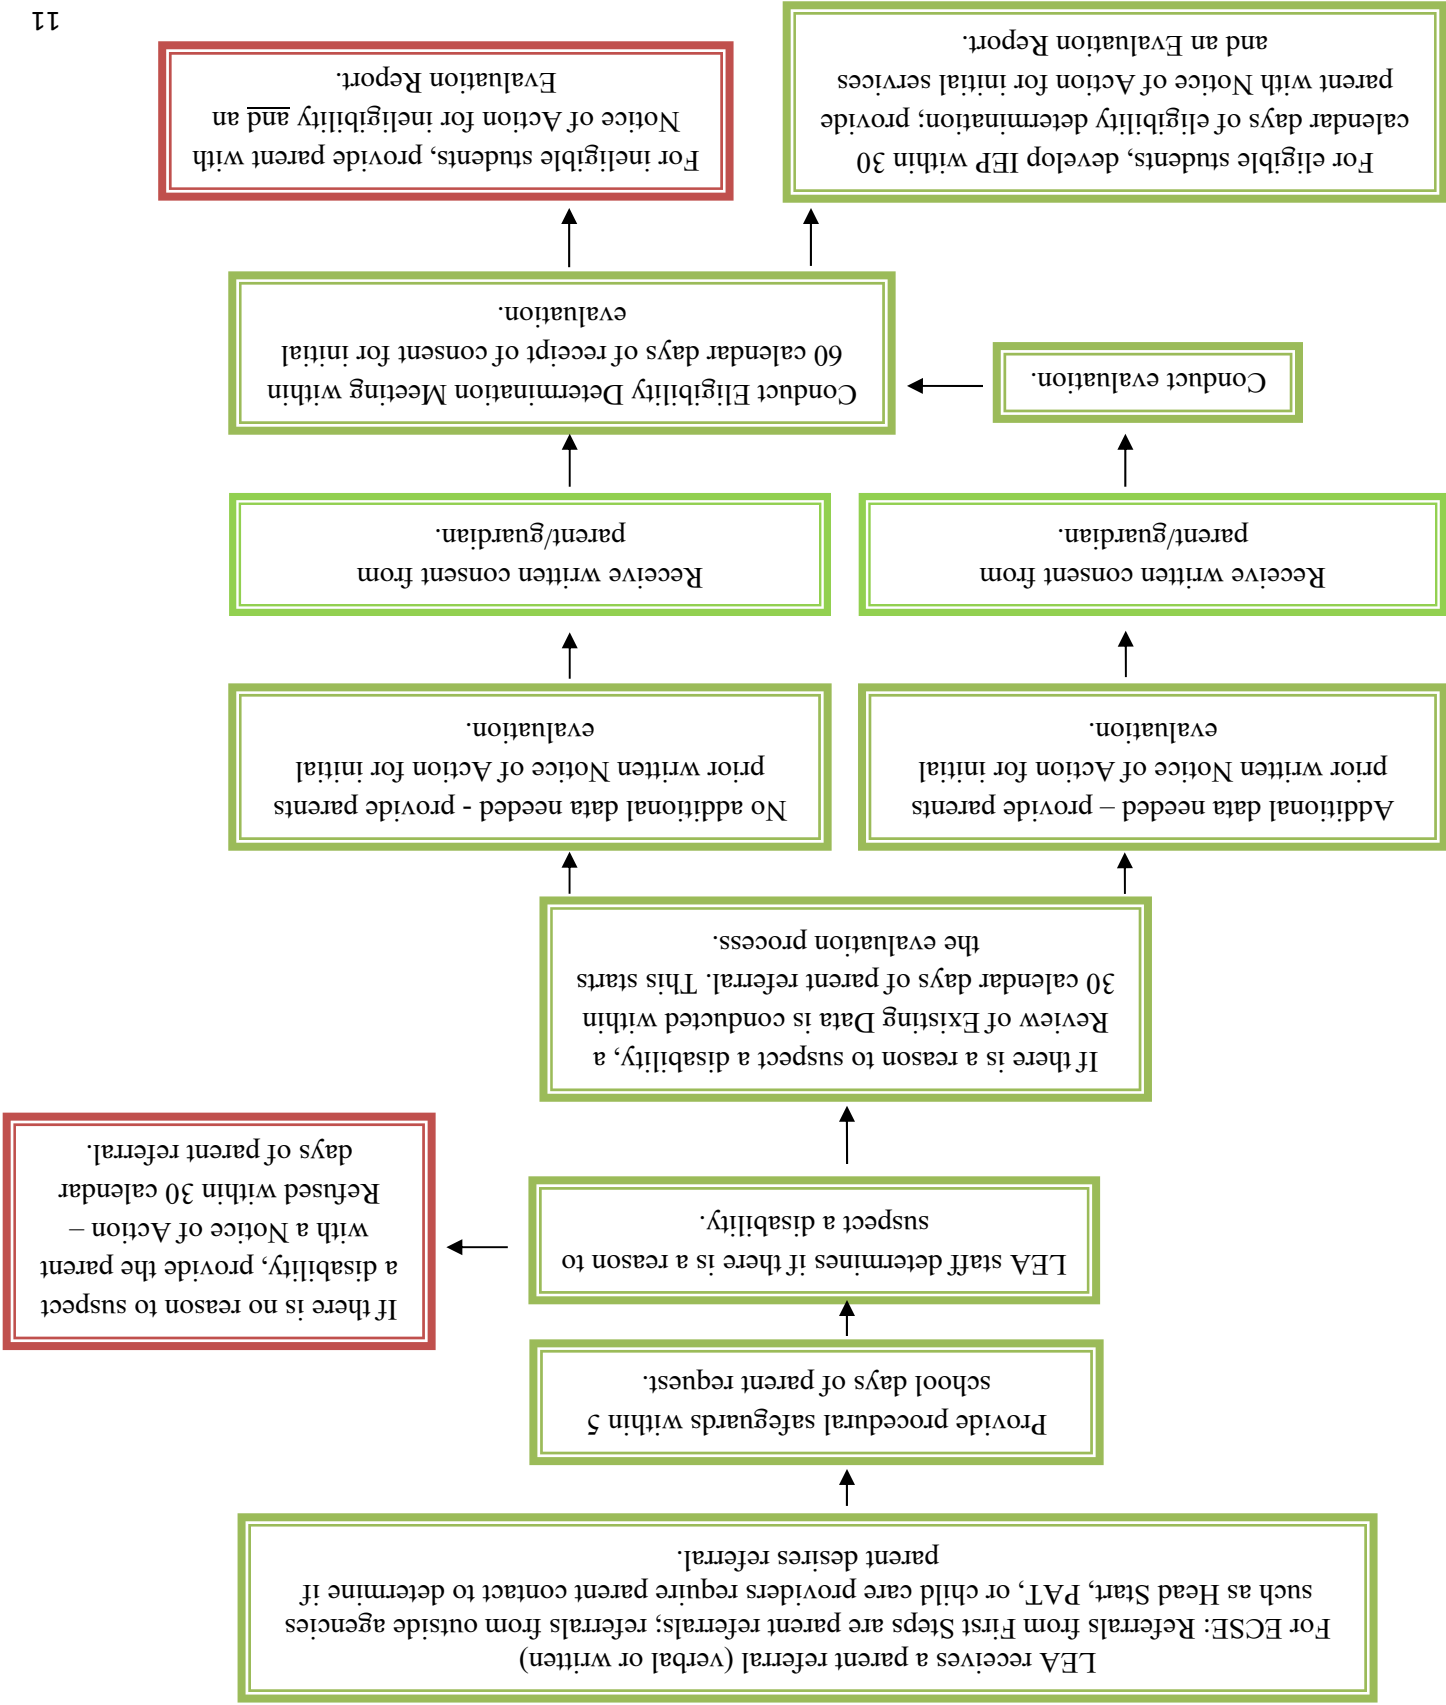 LEA receives a parent referral (verbal or written)
For ECSE: Referrals from First Steps are parent referrals; referrals from outside agencies
such as Head Start, PAT, or child care providers require parent contact to determine if
parent desires referral.
Provide procedural safeguards within 5
school days of parent request.
LEA staff determines if there is a reason to
suspect a disability.
If there is no reason to suspect
a disability, provide the parent
with a Notice of Action –
Refused within 30 calendar
days of parent referral.
If there is a reason to suspect a disability, a
Review of Existing Data is conducted within
30 calendar days of parent referral. This starts
the evaluation process.
Additional data needed – provide parents
prior written Notice of Action for initial
evaluation.
No additional data needed - provide parents
prior written Notice of Action for initial
evaluation.
Receive written consent from
parent/guardian.
Receive written consent from
parent/guardian.
Conduct evaluation.
Conduct Eligibility Determination Meeting within
60 calendar days of receipt of consent for initial
evaluation.
For eligible students, develop IEP within 30
calendar days of eligibility determination; provide
parent with Notice of Action for initial services
and an Evaluation Report.
For ineligible students, provide parent with
Notice of Action for ineligibility and an
Evaluation Report.
11